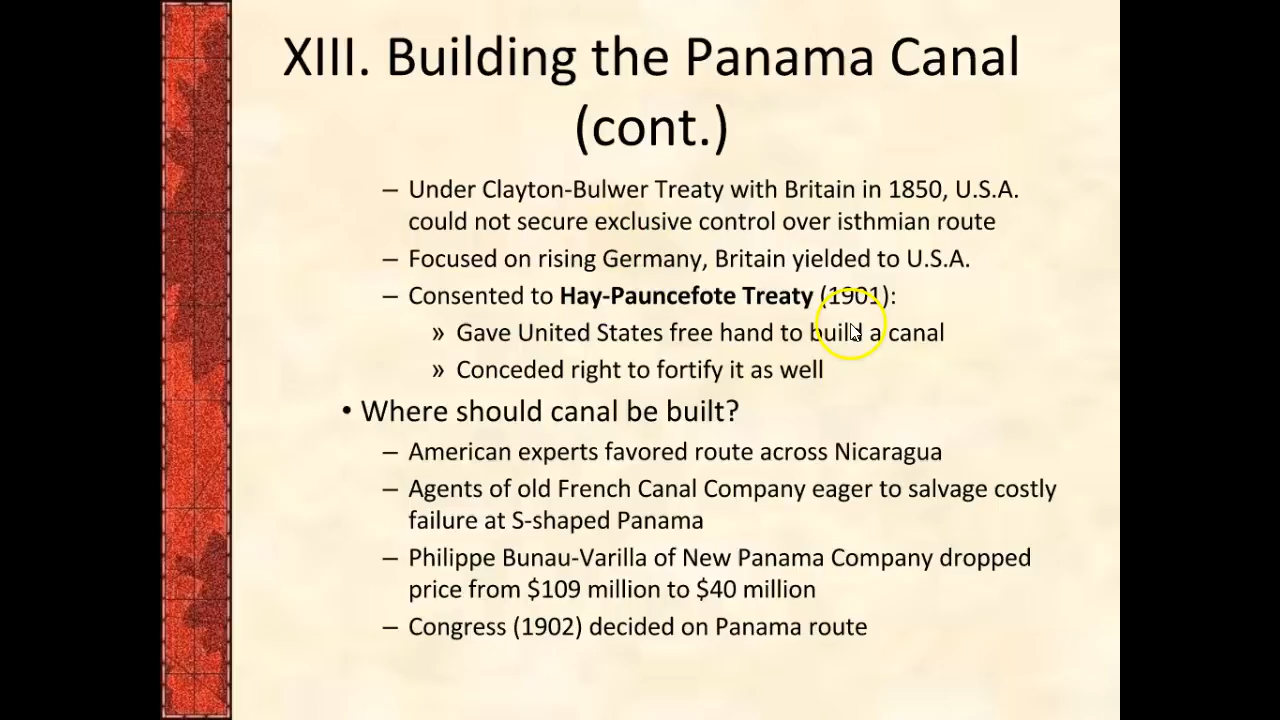 XIII. Building the Panama Canal
(cont.)
– Under Clayton-Bulwer Treaty with Britain in 1850, U.S.A.
could not secure exclusive control over isthmian route
– Focused on rising Germany, Britain yielded to U.S.A.
– Consented to Hay-Pauncefote Treaty (1901):
» Gave United States free hand to build a canal
» Conceded right to fortify it as well
• Where should canal be built?
– American experts favored route across Nicaragua
– Agents of old French Canal Company eager to salvage costly
failure at S-shaped Panama
– Philippe Bunau-Varilla of New Panama Company dropped
price from $109 million to $40 million
– Congress (1902) decided on Panama route